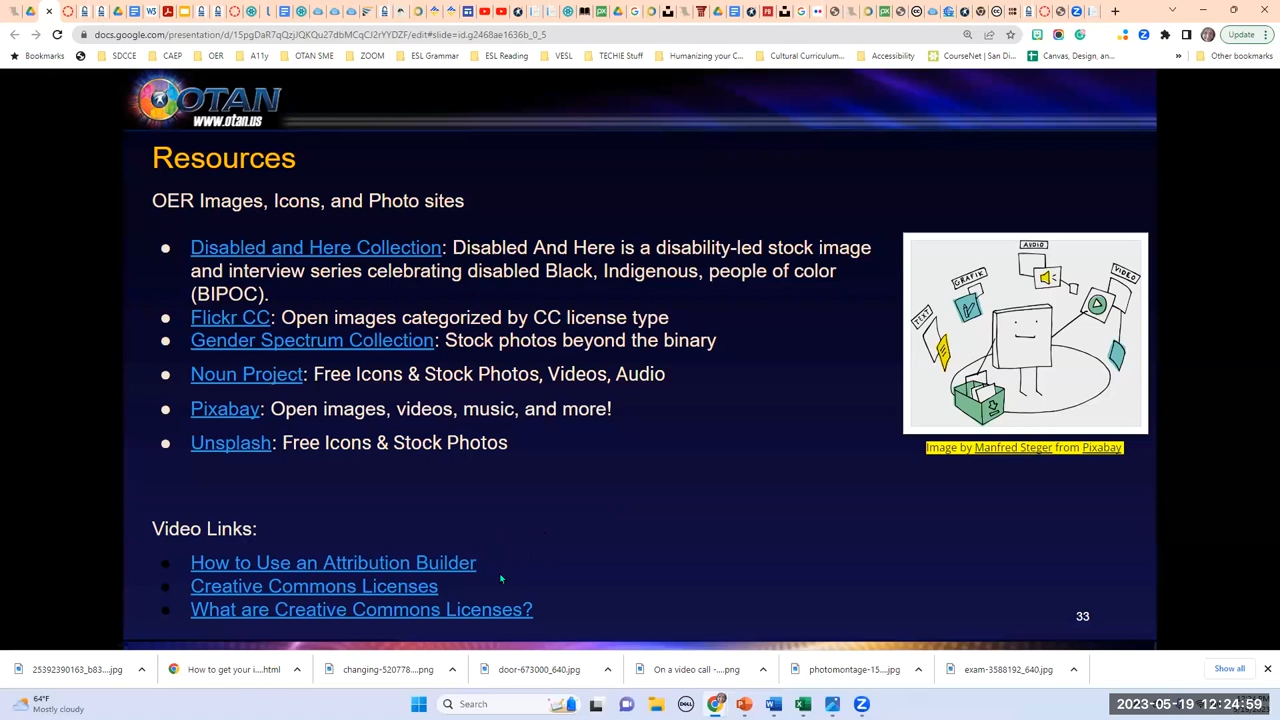 docs.google.com/presentation/d/15pgDaR7qQzjJQKQu27dbMCqCJ2rYYDZF/edit#slide=id.g2468ae1636b_0_5
Update
Bookmarks
SDCCE
CAEP
OER
A11y
OTAN SME
ZOOM
ESL Grammar
ESL Reading
VESL
TECHIE Stuff
Humanizing your C...
Cultural Curriculum...
Accessibility
CourseNet | San Di...
Canvas, Design, an...
»
Other bookmarks
OTAN
www.otan.us
Resources
OER Images, Icons, and Photo sites
● Disabled and Here Collection: Disabled And Here is a disability-led stock image
and interview series celebrating disabled Black, Indigenous, people of color
(BIPOC).
● Flickr CC: Open images categorized by CC license type
● Gender Spectrum Collection: Stock photos beyond the binary
● Noun Project: Free Icons & Stock Photos, Videos, Audio
● Pixabay: Open images, videos, music, and more!
● Unsplash: Free Icons & Stock Photos
TEXT
GRAFIK
AUDIO
VIDEO
Image by Manfred Steger from Pixabay
Video Links:
● How to Use an Attribution Builder
● Creative Commons Licenses
● What are Creative Commons Licenses?
33
25392390163_b83....jpg
How to get your i....html
changing-520778....png
door-673000_640.jpg
On a video call -....png
photomontage-15....jpg
exam-3588192_640.jpg
Show all
64°F
Mostly cloudy
Search
DELL
2023-05-19 12:24:59